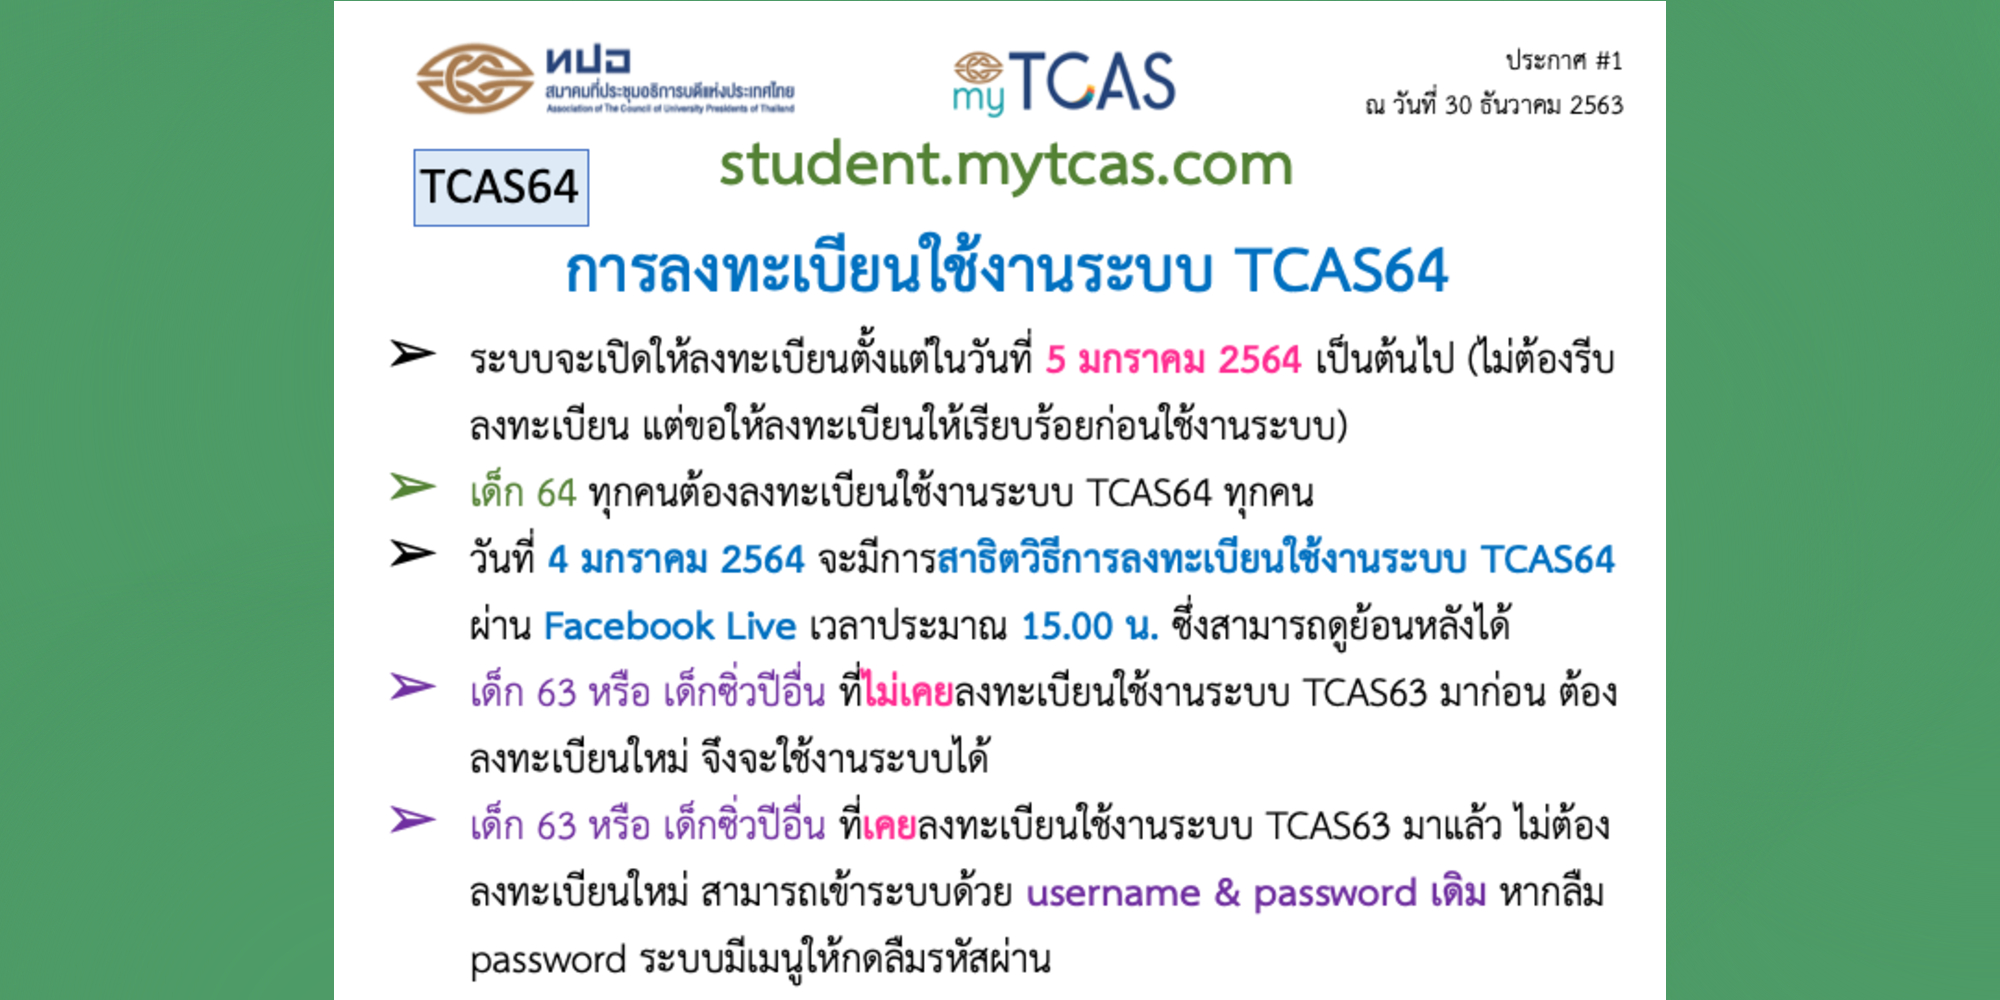 ทปอ
สมาคมที่ประชุมอธิการบดีแห่งประเทศไทย
Association of The Council of University Presidents of Thailand
my TCAS
ประกาศ #1
ณ วันที่ 30 ธันวาคม 2563
TCAS64
student.mytcas.com
การลงทะเบียนใช้งานระบบ TCAS64
➢ ระบบจะเปิดให้ลงทะเบียนตั้งแต่ในวันที่ 5 มกราคม 2564 เป็นต้นไป (ไม่ต้องรีบ
ลงทะเบียน แต่ขอให้ลงทะเบียนให้เรียบร้อยก่อนใช้งานระบบ)
➢ เด็ก 64 ทุกคนต้องลงทะเบียนใช้งานระบบ TCAS64 ทุกคน
➢ วันที่ 4 มกราคม 2564 จะมีการสาธิตวิธีการลงทะเบียนใช้งานระบบ TCAS64
ผ่าน Facebook Live เวลาประมาณ 15.00 น. ซึ่งสามารถดูย้อนหลังได้
➢ เด็ก 63 หรือ เด็กซิ่วปีอื่น ที่ไม่เคยลงทะเบียนใช้งานระบบ TCAS63 มาก่อน ต้อง
ลงทะเบียนใหม่ จึงจะใช้งานระบบได้
➢ เด็ก 63 หรือ เด็กซิ่วปีอื่น ที่เคยลงทะเบียนใช้งานระบบ TCAS63 มาแล้ว ไม่ต้อง
ลงทะเบียนใหม่ สามารถเข้าระบบด้วย username & password เดิม หากลืม
password ระบบมีเมนูให้กดลืมรหัสผ่าน